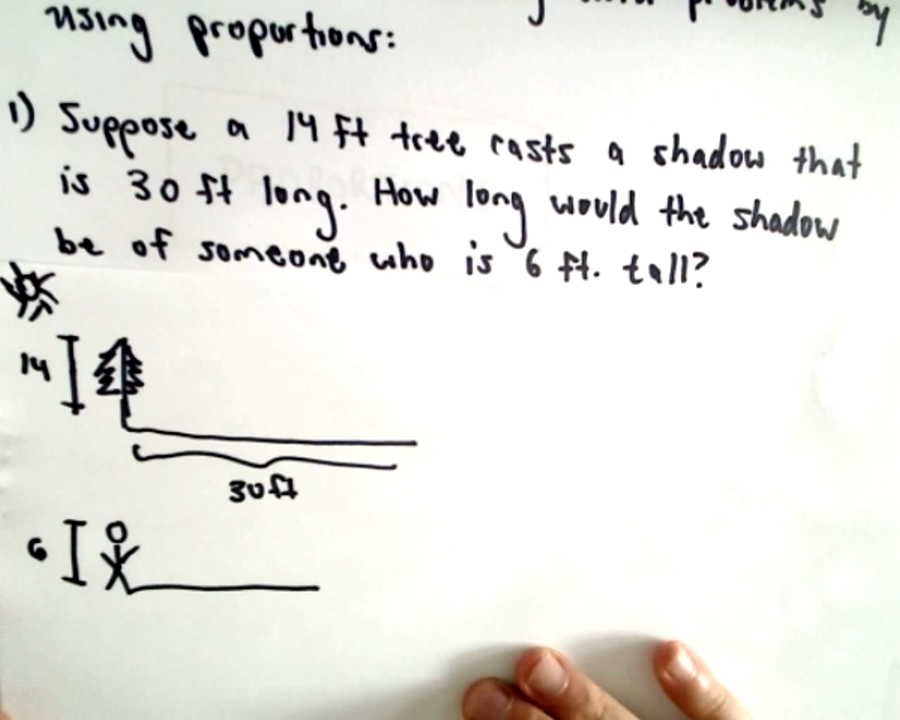 using proportions:
by
1) Suppose a 14 ft tree casts a shadow that
is 30 ft long. How long would the shadow
be of someone who is 6 ft. tall?
14
30 ft
6